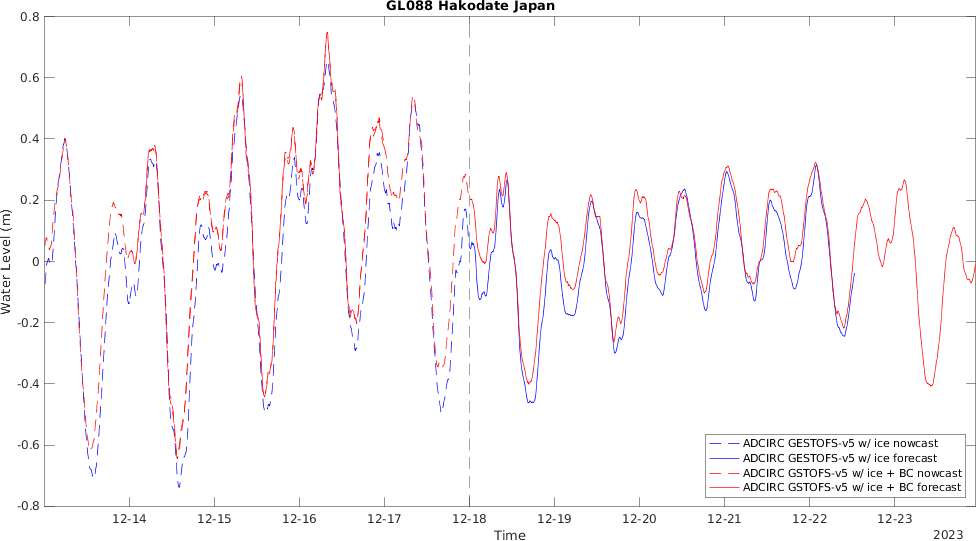 GL088 Hakodate Japan
Water Level (m)
0.8
0.6
0.4
0.2
0
-0.2
-0.4
-0.6
-0.8
12-14 12-15 12-16 12-17 12-18 12-19 12-20 12-21 12-22 12-23
Time
2023
ADCIRC GESTOFS-v5 w/ ice nowcast
ADCIRC GESTOFS-v5 w/ ice forecast
ADCIRC GSTOFS-v5 w/ ice + BC nowcast
ADCIRC GSTOFS-v5 w/ ice + BC forecast